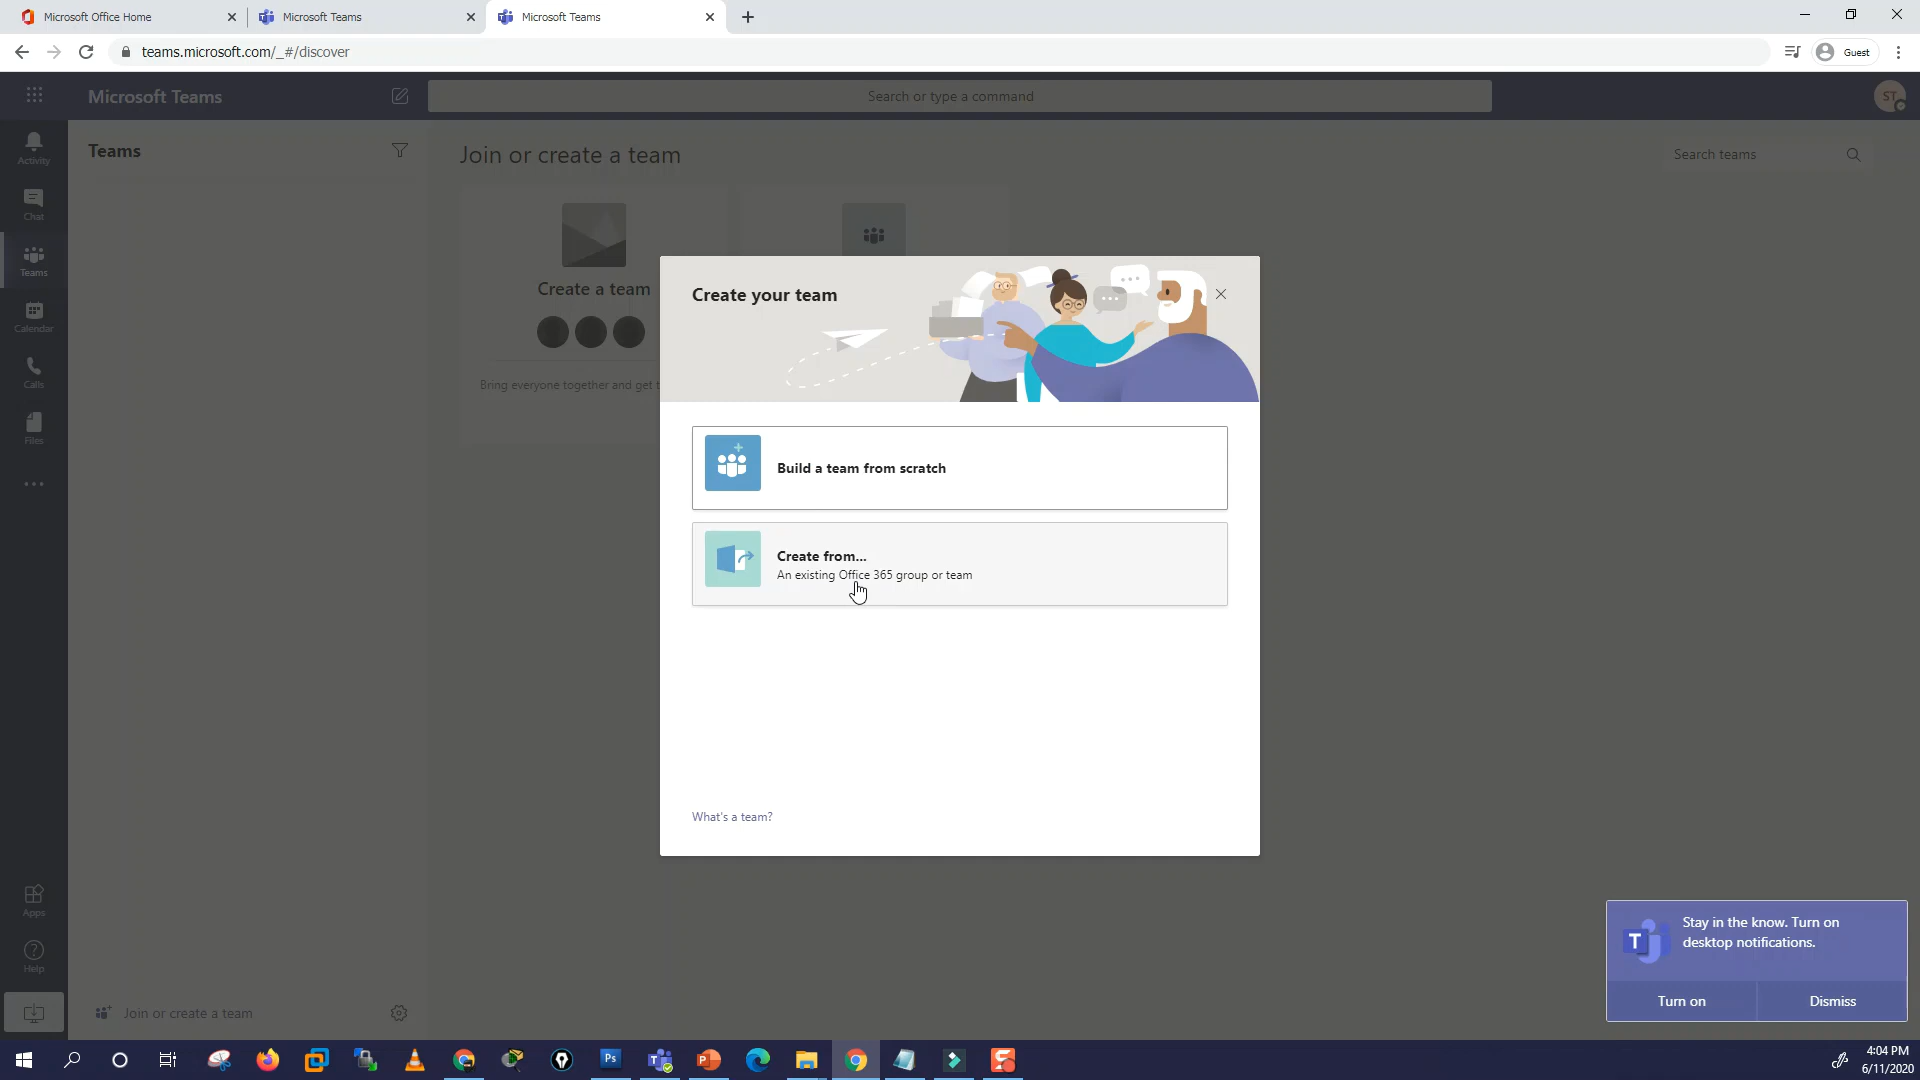 Microsoft Office Home
Microsoft Teams
Microsoft Teams
teams.microsoft.com/_#/discover
Guest
Microsoft Teams
Search or type a command
ST
Activity
Chat
Teams
Calendar
Calls
Files
Apps
Help
Teams
Join or create a team
Join or create a team
Search teams
Create a team
Bring everyone together and get t
Create your team
Build a team from scratch
Create from...
An existing Office 365 group or team
What's a team?
T
Stay in the know. Turn on
desktop notifications.
Turn on
Dismiss
Ps
4:04 PM
6/11/2020